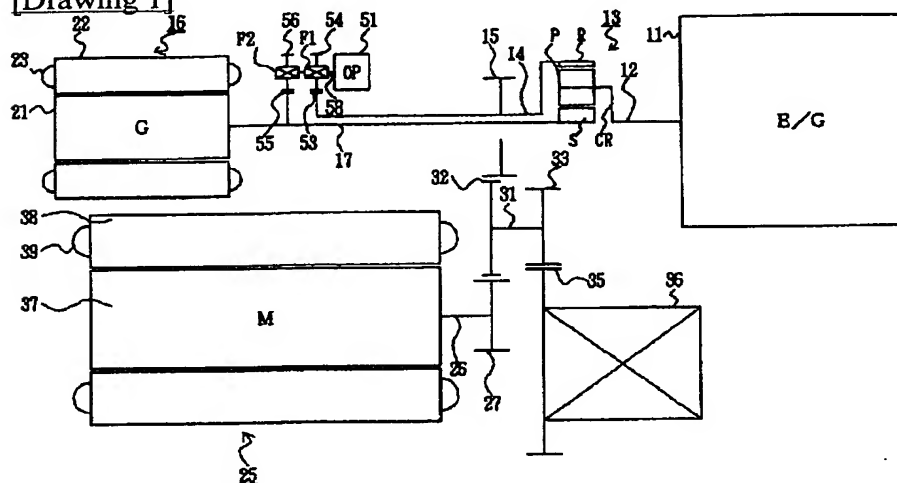 [Drawing 1]
22 16 56 F2 F1 54 51 15 P R 13 11
23 OP 14 12
21 G 58 E/G
55 53 17 S CR
32 33
38 31
39 35 36
37 M
26 27
25